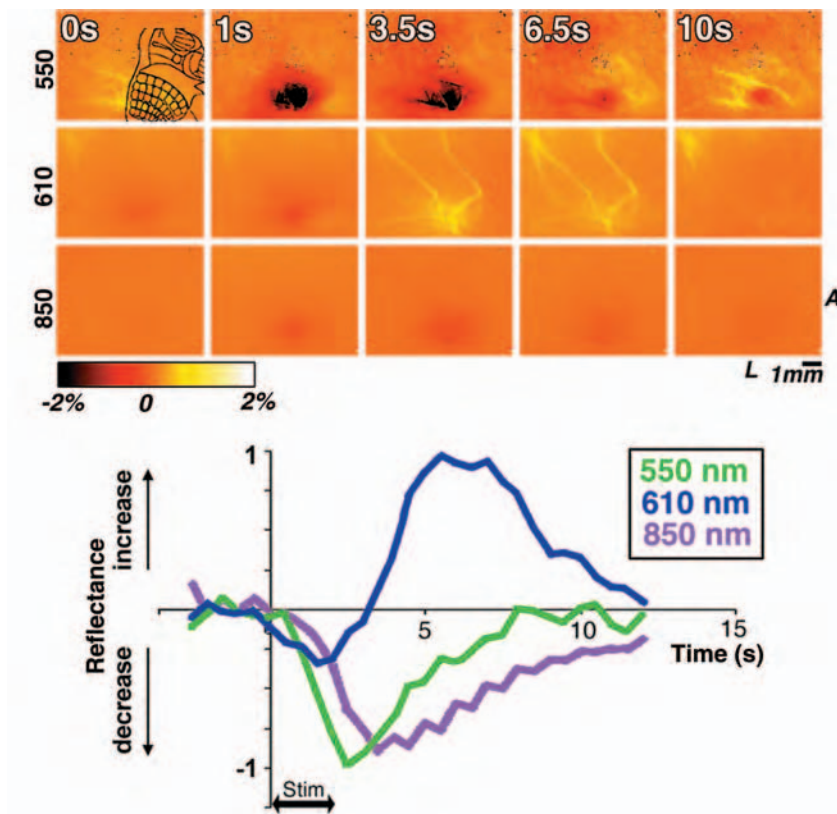 0s 1s 3.5s 6.5s 10s
550
610
850
A
-2% 0 2%
L 1mm
1
550 nm
610 nm
850 nm
increase
Reflectance
decrease
5 10 15
Time (s)
-1
Stim